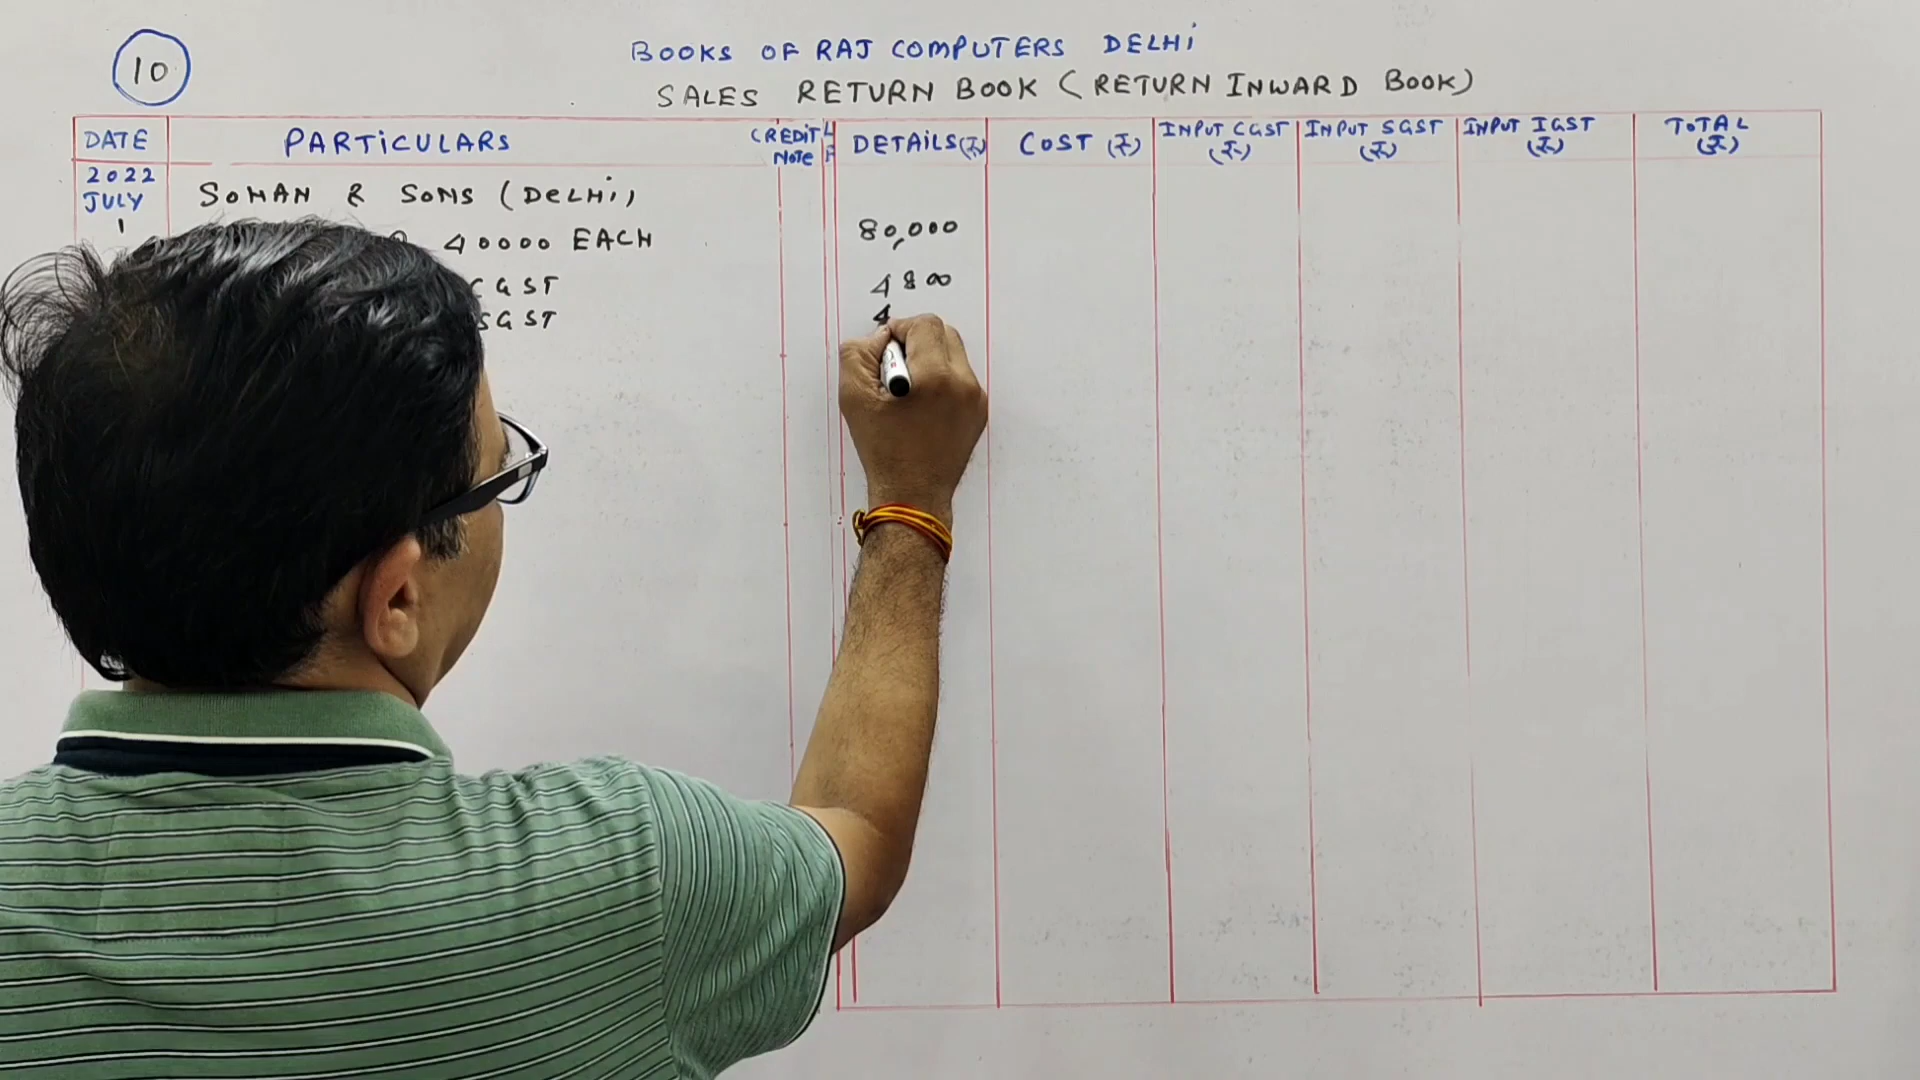 10
BOOKS OF RAJ COMPUTERS DELHI
SALES RETURN BOOK (RETURN INWARD BOOK)
DATE PARTICULARS CREDIT NOTE LF DETAILS (₹) COST (₹) INPUT CGST (₹) INPUT SGST (₹) INPUT IGST (₹) TOTAL (₹)
2022
JULY
1
SOHAN & SONS (DELHI)
40000 EACH 80,000
CGST 4800
SGST 4